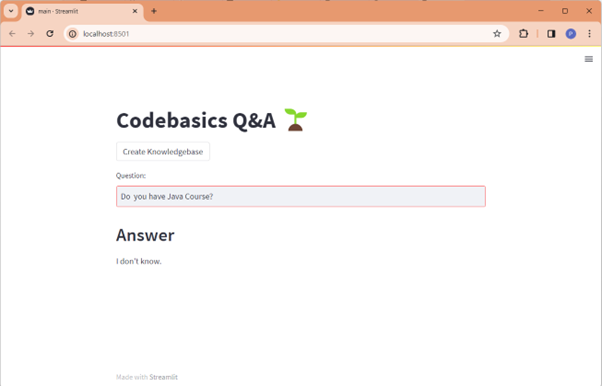 main · Streamlit
localhost:8501
P
Codebasics Q&A
Create Knowledgebase
Question:
Do you have Java Course?
Answer
I don't know.
Made with Streamlit